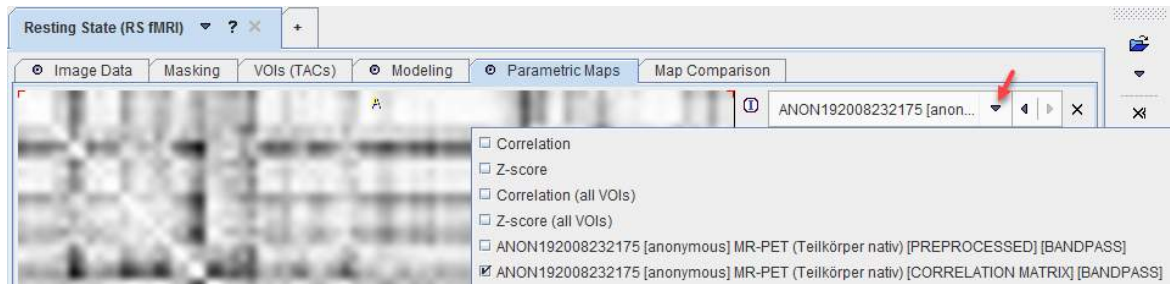 Resting State (RS fMRI) ? +
Image Data Masking VOIs (TACs) Modeling Parametric Maps Map Comparison
A
ANON192008232175 [anon...
Correlation
Z-score
Correlation (all VOIs)
Z-score (all VOIs)
ANON192008232175 [anonymous] MR-PET (Teilkörper nativ) [PREPROCESSED] [BANDPASS]
ANON192008232175 [anonymous] MR-PET (Teilkörper nativ) [CORRELATION MATRIX] [BANDPASS]